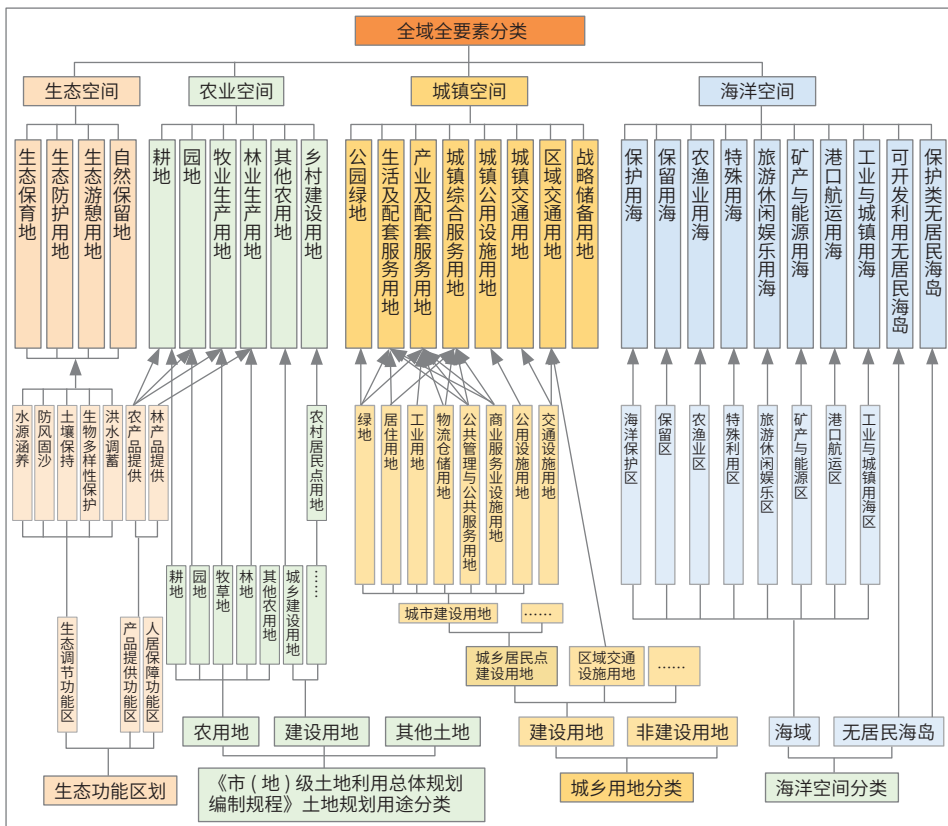 全域全要素分类
生态空间
农业空间
城镇空间
海洋空间
生态保育地
生态防护用地
生态游憩用地
自然保留地
耕地
园地
牧业生产用地
林业生产用地
其他农用地
乡村建设用地
公园绿地
生活及配套服务用地
产业及配套服务用地
城镇综合服务用地
城镇公用设施用地
城镇交通用地
区域交通用地
战略储备用地
保护用海
保留用海
农渔业用海
特殊用海
旅游休闲娱乐用海
矿产与能源用海
港口航运用海
工业与城镇用海
可开发利用无居民海岛
保护类无居民海岛
水源涵养
防风固沙
土壤保持
生物多样性保护
洪水调蓄
农产品提供
林产品提供
农村居民点用地
绿地
居住用地
工业用地
物流仓储用地
公共管理与公共服务用地
商业服务业设施用地
公用设施用地
交通设施用地
海洋保护区
保留区
农渔业区
特殊利用区
旅游休闲娱乐区
矿产与能源区
港口航运区
工业与城镇用海区
耕地
园地
牧草地
林地
其他农用地
城乡建设用地
……
城市建设用地
……
生态调节功能区
产品提供功能区
人居保障功能区
城乡居民点
建设用地
区域交通
设施用地
……
农用地
建设用地
其他土地
建设用地
非建设用地
海域
无居民海岛
生态功能区划
《市(地)级土地利用总体规划
编制规程》土地规划用途分类
城乡用地分类
海洋空间分类